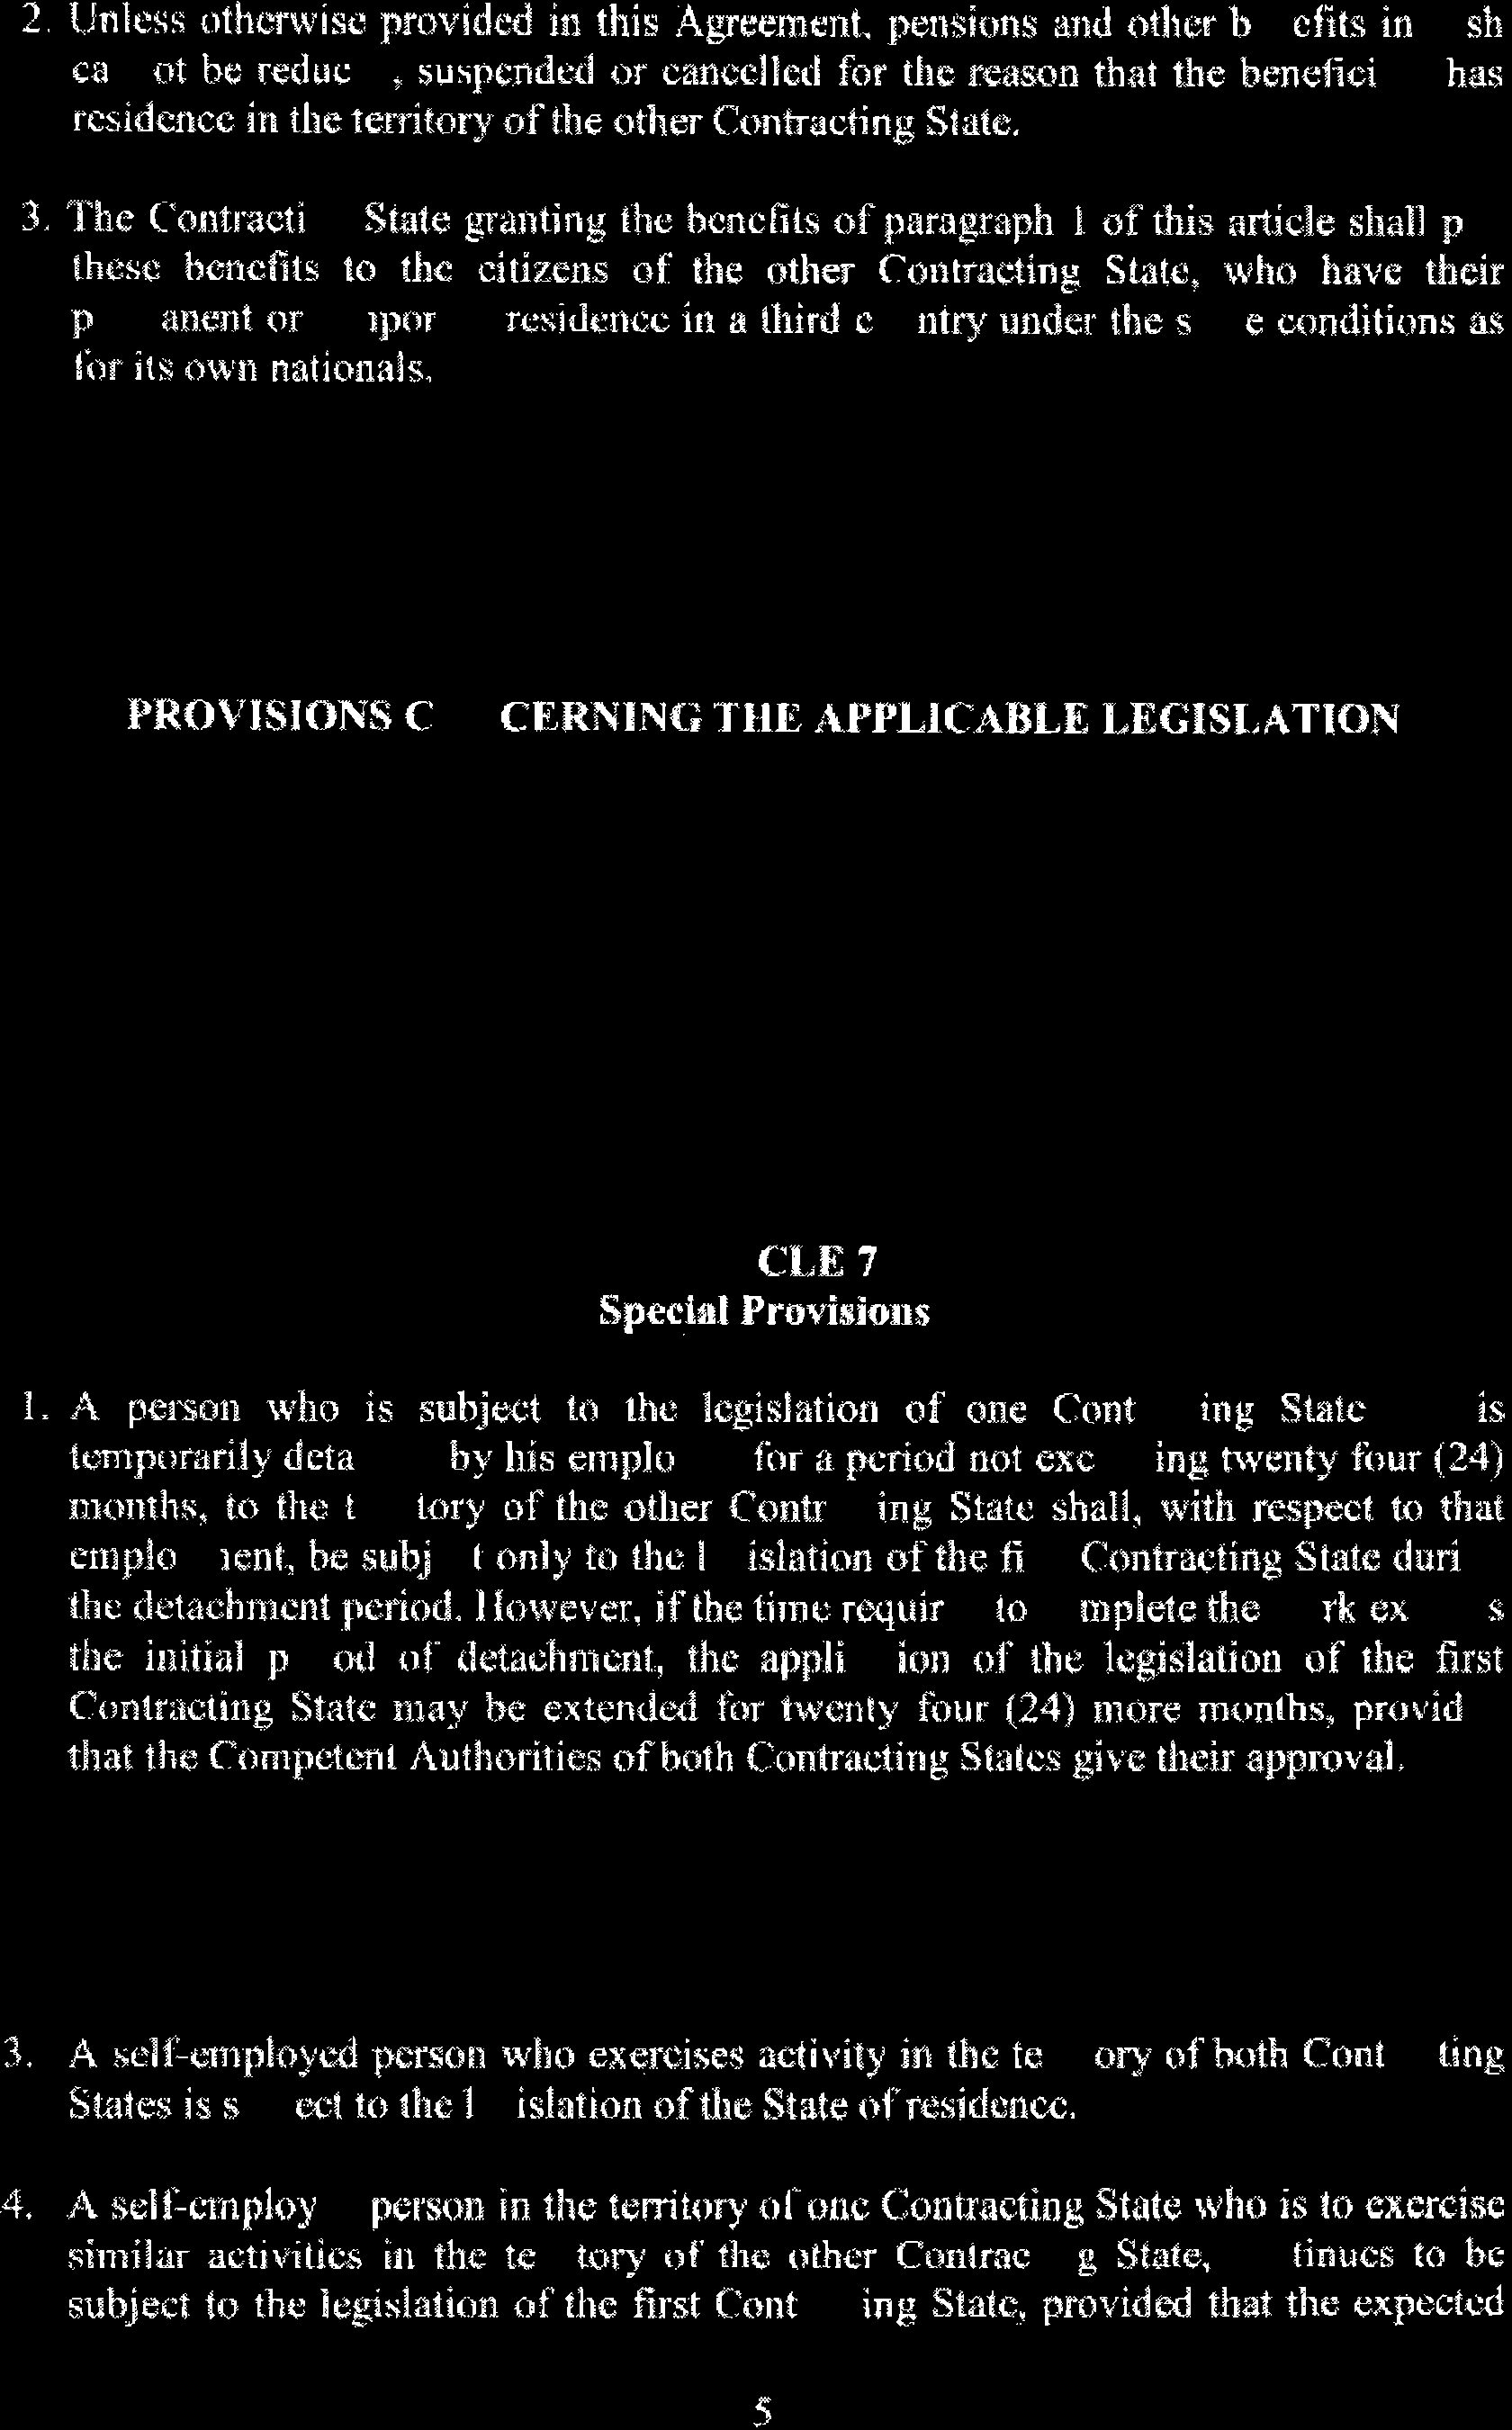 2. Unless otherwise provided in this Agreement, pensions and other b efits in sh
ca ot be reduc , suspended or cancelled for the reason that the benefici has
residence in the territory of the other Contracting State.
3. The Contracti State granting the benefits of paragraph 1 of this article shall p
these benefits to the citizens of the other Contracting State, who have their
p anent or por residence in a third c ntry under the s e conditions as
for its own nationals.
PROVISIONS C CERNING THE APPLICABLE LEGISLATION
CLE 7
Special Provisions
1. A person who is subject to the legislation of one Cont ing State is
temporarily deta by his emplo for a period not exc ing twenty four (24)
months, to the t tory of the other Contr ing State shall, with respect to that
emplo ent, be subj t only to the l islation of the fi Contracting State duri
the detachment period. However, if the time requir to mplete the rk ex s
the initial p od of detachment, the appli ion of the legislation of the first
Contracting State may be extended for twenty four (24) more months, provid
that the Competent Authorities of both Contracting States give their approval.
3. A self-employed person who exercises activity in the te ory of both Cont ting
States is s ect to the l islation of the State of residence.
4. A self-employ person in the territory of one Contracting State who is to exercise
similar activities in the te tory of the other Contrac g State, tinues to be
subject to the legislation of the first Cont ing State, provided that the expected
5